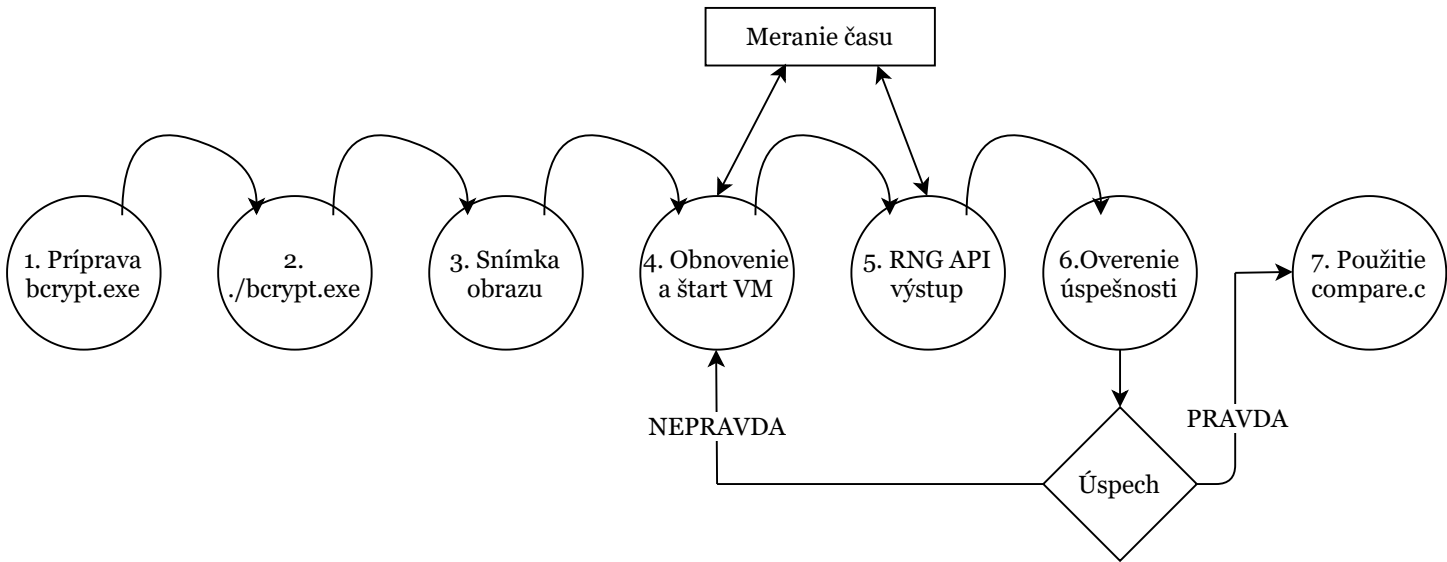 Meranie času
1. Príprava
bcrypt.exe
2.
./bcrypt.exe
3. Snímka
obrazu
4. Obnovenie
a štart VM
5. RNG API
výstup
6.Overenie
úspešnosti
7. Použitie
compare.c
NEPRAVDA
PRAVDA
Úspech